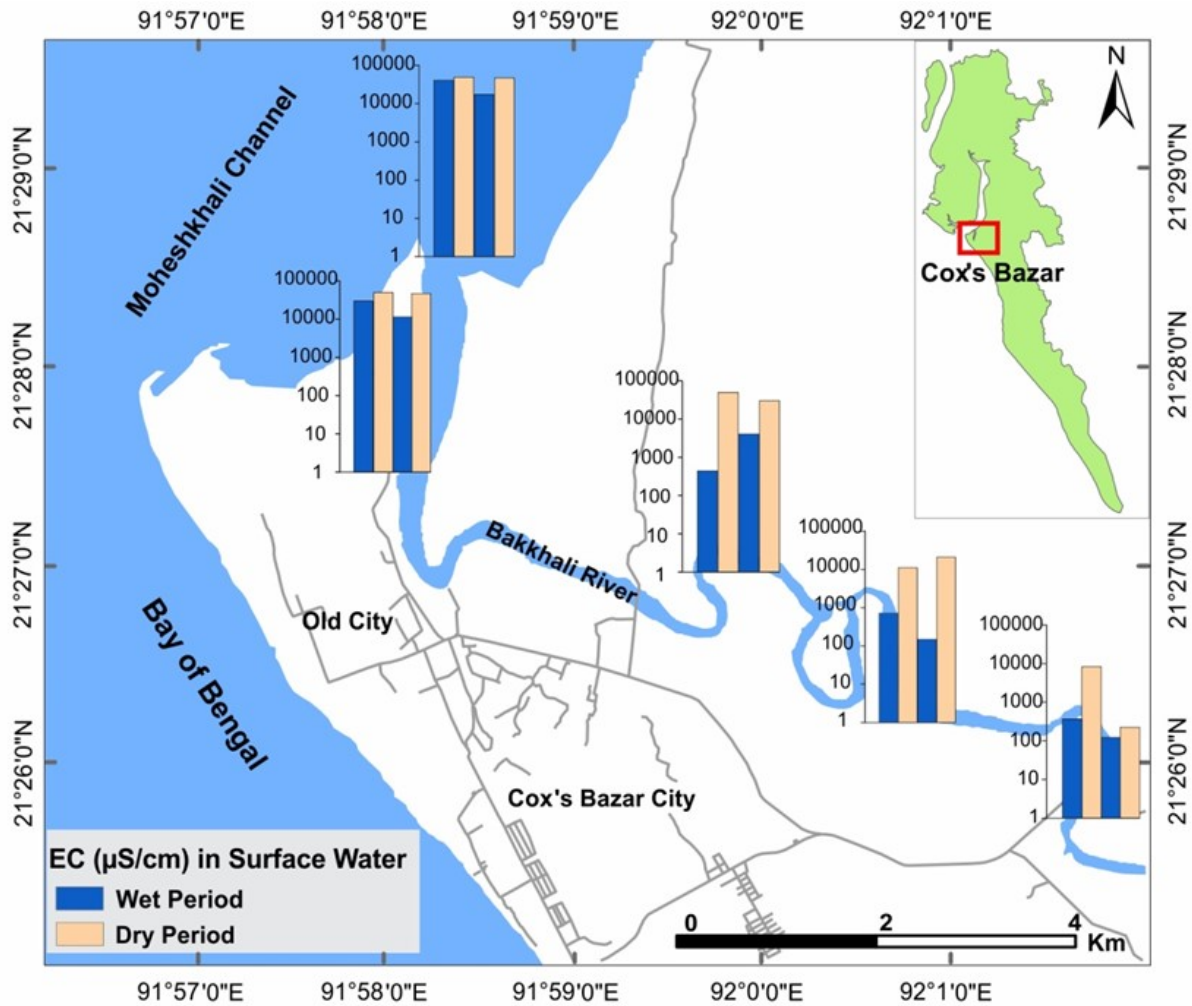 91°57'0"E 91°58'0"E 91°59'0"E 92°0'0"E 92°1'0"E
21°29'0"N
21°28'0"N
21°27'0"N
21°26'0"N
Moheshkhali Channel
100000
10000
1000
100
10
1
100000
10000
1000
100
10
1
100000
10000
1000
100
10
1
100000
10000
1000
100
10
1
100000
10000
1000
100
10
1
N
Cox's Bazar
Bakkhali River
Old City
Bay of Bengal
Cox's Bazar City
EC (µS/cm) in Surface Water
Wet Period
Dry Period
0 2 4
Km
21°29'0"N
21°28'0"N
21°27'0"N
21°26'0"N
91°57'0"E 91°58'0"E 91°59'0"E 92°0'0"E 92°1'0"E